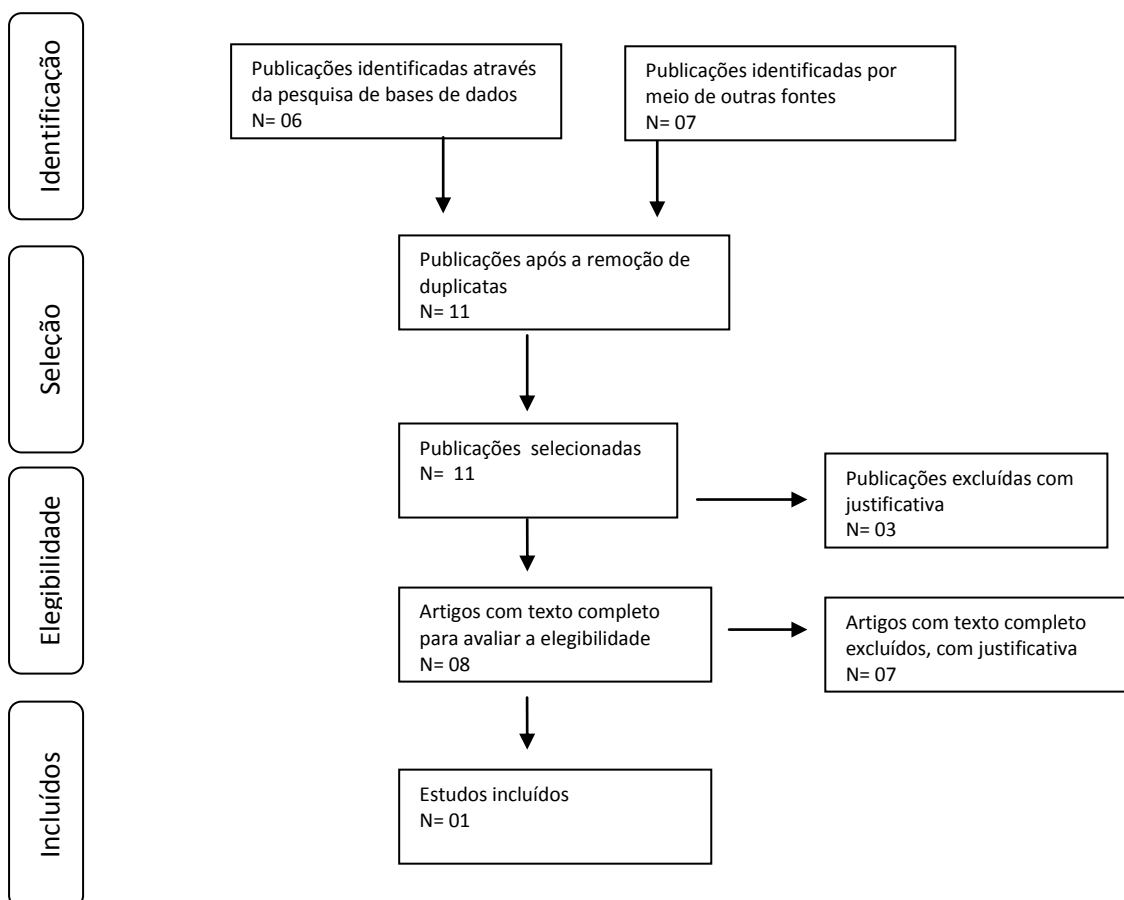 Identificação
Publicações identificadas através
da pesquisa de bases de dados
N= 06
Publicações identificadas por
meio de outras fontes
N= 07
Seleção
Publicações após a remoção de
duplicatas
N= 11
Publicações selecionadas
N= 11
Elegibilidade
Publicações excluídas com
justificativa
N= 03
Artigos com texto completo
para avaliar a elegibilidade
N= 08
Artigos com texto completo
excluídos, com justificativa
N= 07
Incluídos
Estudos incluídos
N= 01